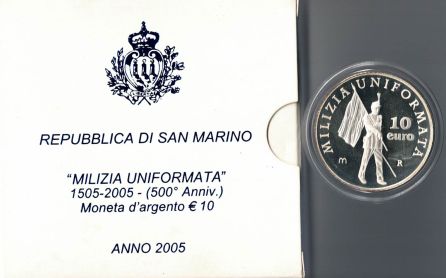 REPUBBLICA DI SAN MARINO
"MILIZIA UNIFORMATA"
1505-2005 - (500° Anniv.)
Moneta d'argento € 10
ANNO 2005
MILIZIA UNIFORMATA
10
euro
m R